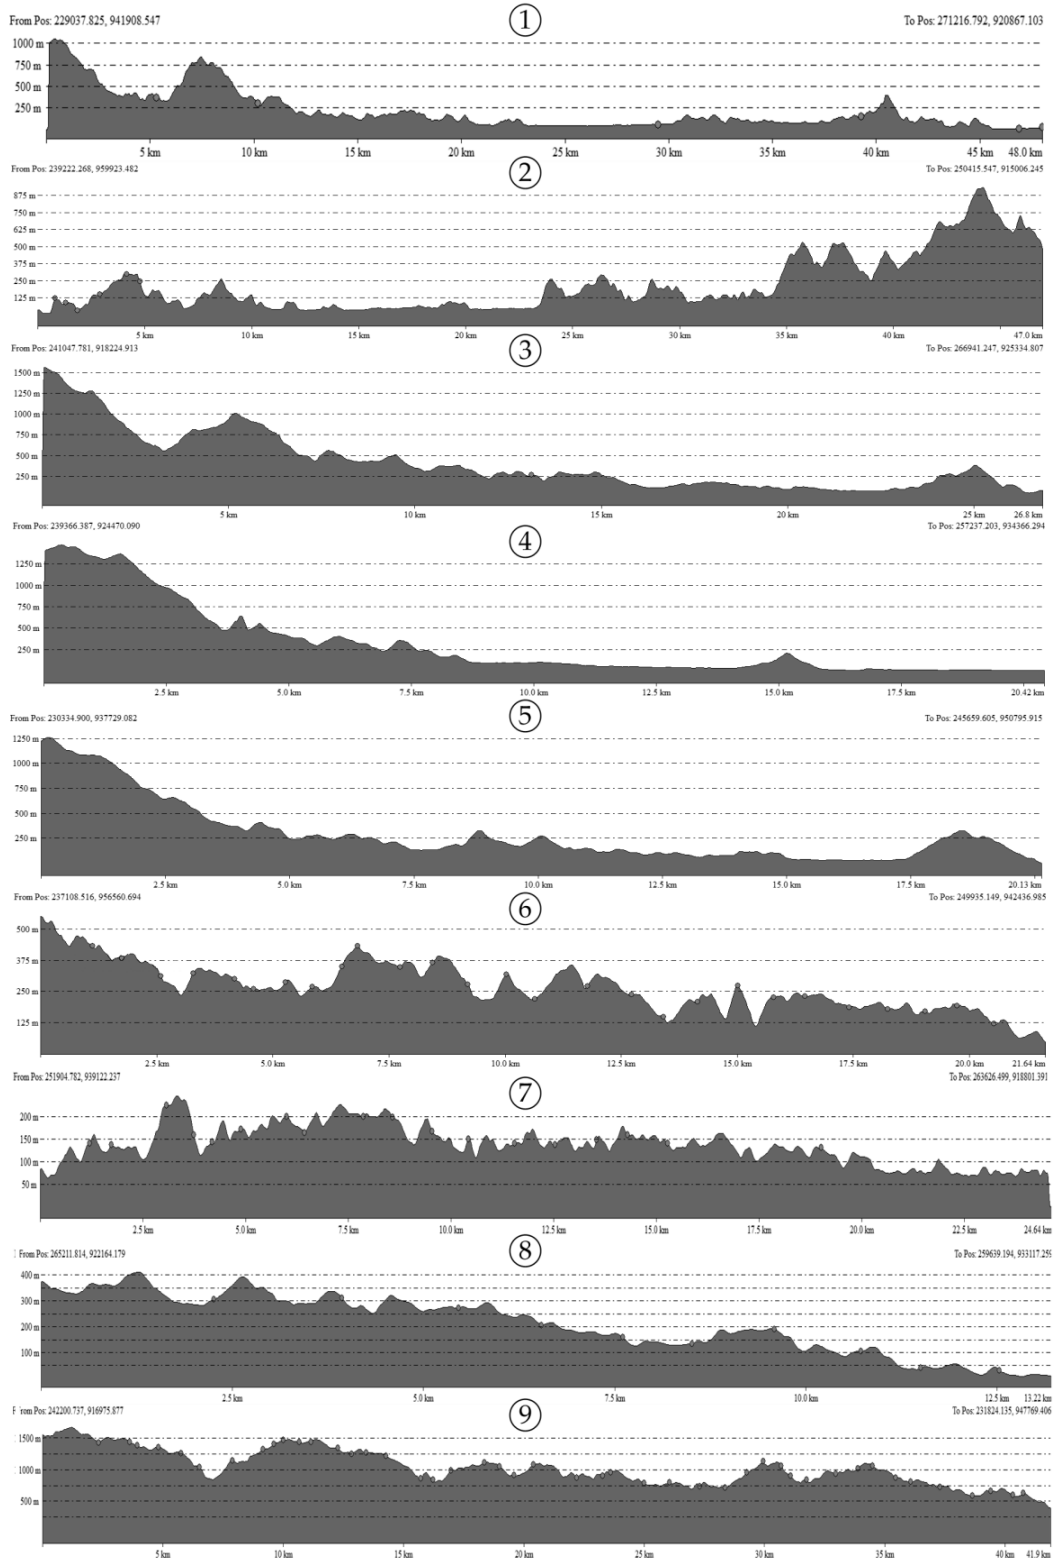 ①
From Pos: 229037.825, 941908.547 To Pos: 271216.792, 920867.103
1000 m
750 m
500 m
250 m
5 km 10 km 15 km 20 km 25 km 30 km 35 km 40 km 45 km 48.0 km
②
From Pos: 239222.268, 959923.482 To Pos: 250415.547, 915006.245
875 m
750 m
625 m
500 m
375 m
250 m
125 m
5 km 10 km 15 km 20 km 25 km 30 km 35 km 40 km 47.0 km
③
From Pos: 241047.781, 918224.913 To Pos: 266941.247, 925334.807
1500 m
1250 m
1000 m
750 m
500 m
250 m
5 km 10 km 15 km 20 km 25 km 26.8 km
④
From Pos: 239366.387, 924470.090 To Pos: 257237.203, 934366.294
1250 m
1000 m
750 m
500 m
250 m
2.5 km 5.0 km 7.5 km 10.0 km 12.5 km 15.0 km 17.5 km 20.42 km
⑤
From Pos: 230334.900, 937729.082 To Pos: 245659.605, 950795.915
1250 m
1000 m
750 m
500 m
250 m
2.5 km 5.0 km 7.5 km 10.0 km 12.5 km 15.0 km 17.5 km 20.13 km
⑥
From Pos: 237108.516, 956560.694 To Pos: 249935.149, 942436.985
500 m
375 m
250 m
125 m
2.5 km 5.0 km 7.5 km 10.0 km 12.5 km 15.0 km 17.5 km 20.0 km 21.64 km
⑦
From Pos: 251904.782, 939122.237 To Pos: 263626.499, 918801.391
200 m
150 m
100 m
50 m
2.5 km 5.0 km 7.5 km 10.0 km 12.5 km 15.0 km 17.5 km 20.0 km 22.5 km 24.64 km
⑧
From Pos: 265211.814, 922164.179 To Pos: 259639.194, 933117.259
400 m
300 m
200 m
100 m
2.5 km 5.0 km 7.5 km 10.0 km 12.5 km 13.22 km
⑨
From Pos: 242200.737, 916975.877 To Pos: 231824.135, 947769.406
1500 m
1000 m
500 m
5 km 10 km 15 km 20 km 25 km 30 km 35 km 40 km 41.9 km